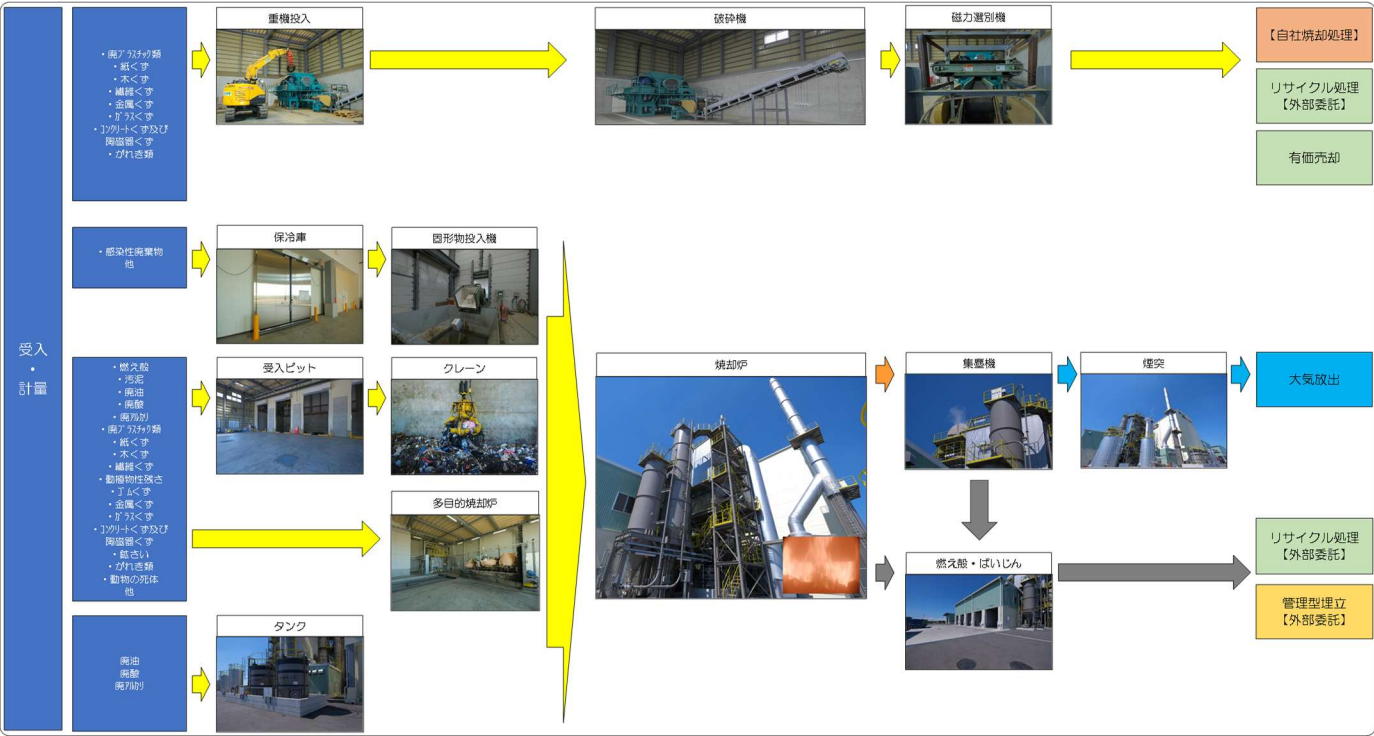 受入
・
計量
・廃プラスチック類
・紙くず
・木くず
・繊維くず
・金属くず
・ガラスくず
・コンクリートくず及び
陶磁器くず
・がれき類
重機投入
破砕機
磁力選別機
【自社焼却処理】
リサイクル処理
【外部委託】
有価売却
・感染性廃棄物
他
保冷庫
固形物投入機
・燃え殻
・汚泥
・廃油
・廃酸
・廃アルカリ
・廃プラスチック類
・紙くず
・木くず
・繊維くず
・動植物性残さ
・ゴムくず
・金属くず
・ガラスくず
・コンクリートくず及び
陶磁器くず
・鉱さい
・がれき類
・動物の死体
他
受入ピット
クレーン
多目的焼却炉
焼却炉
集塵機
煙突
大気放出
燃え殻・ばいじん
リサイクル処理
【外部委託】
管理型埋立
【外部委託】
廃油
廃酸
廃アルカリ
タンク